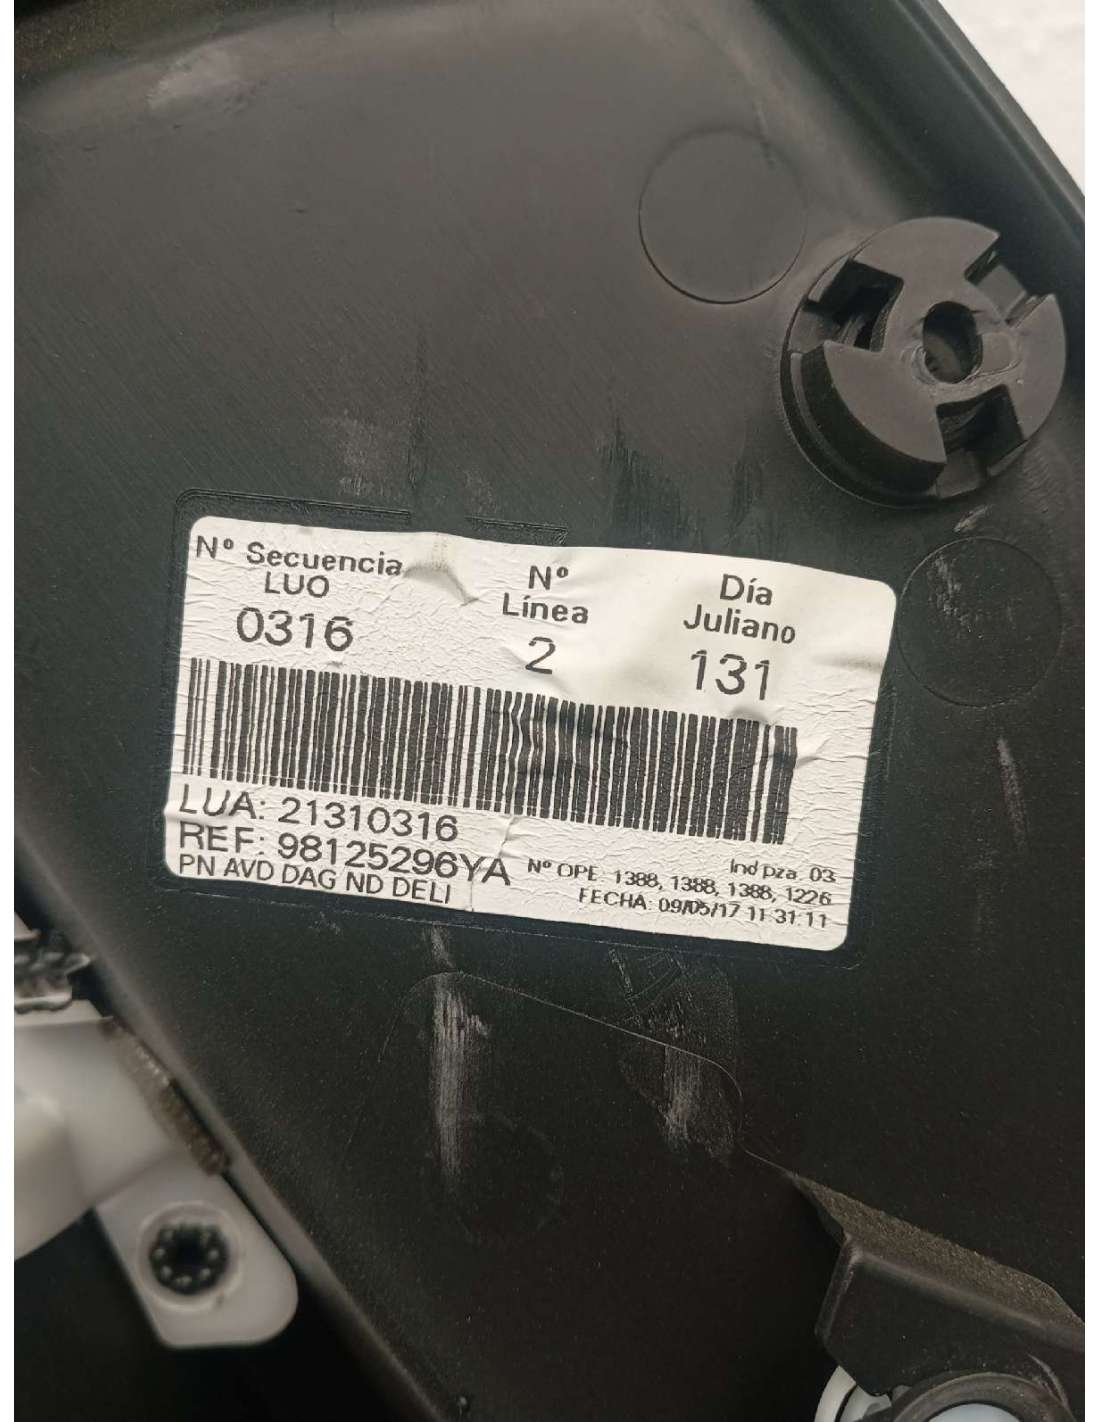 Nº Secuencia
LUO
0316
Nº
Línea
2
Día
Juliano
131
LUA: 21310316
REF: 98125296YA
PN AVD DAG ND DELI
Ind pza 03
Nº OPE 1388, 1388, 1388, 1226
FECHA: 09/05/17 11:31:11